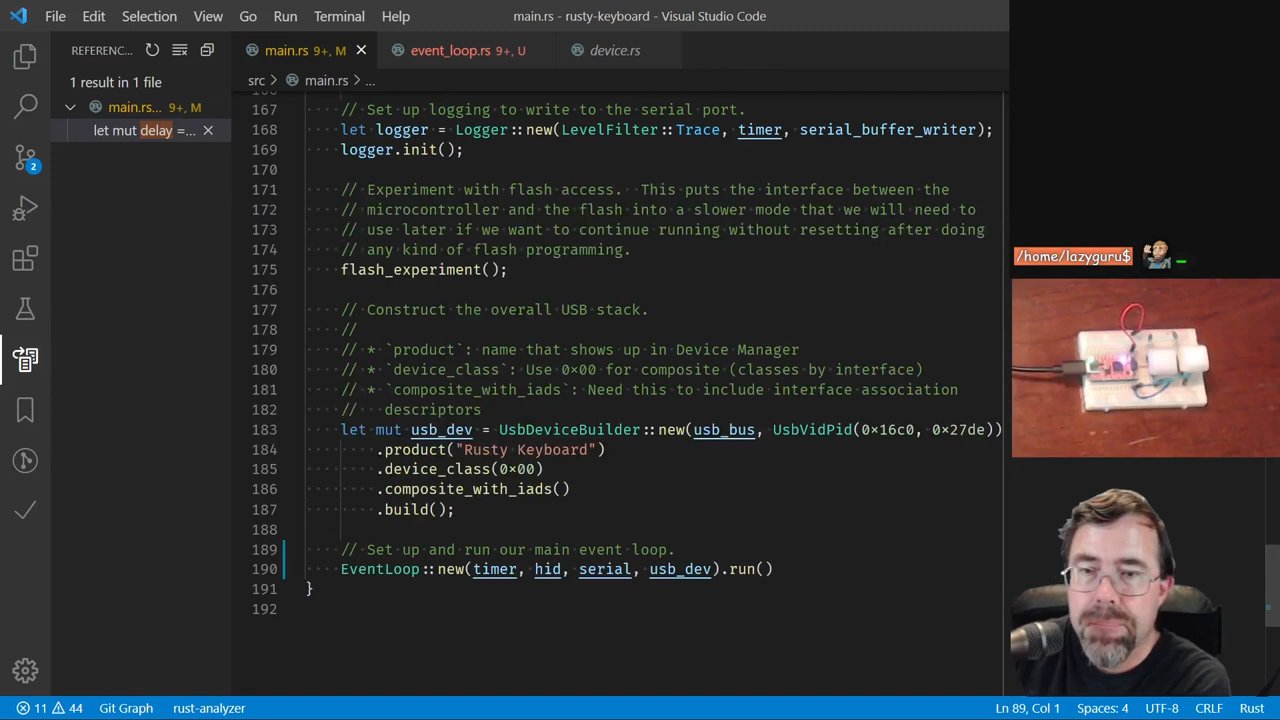 File Edit Selection View Go Run Terminal Help main.rs - rusty-keyboard - Visual Studio Code
REFERENC...
main.rs 9+, M
event_loop.rs 9+, U
device.rs
1 result in 1 file
main.rs... 9+, M
let mut delay =...
src > main.rs > ...
167 // Set up logging to write to the serial port.
168 let logger = Logger::new(LevelFilter::Trace, timer, serial_buffer_writer);
169 logger.init();
170
171 // Experiment with flash access. This puts the interface between the
172 // microcontroller and the flash into a slower mode that we will need to
173 // use later if we want to continue running without resetting after doing
174 // any kind of flash programming.
175 flash_experiment();
176
177 // Construct the overall USB stack.
178 //
179 // * `product`: name that shows up in Device Manager
180 // * `device_class`: Use 0x00 for composite (classes by interface)
181 // * `composite_with_iads`: Need this to include interface association
182 // descriptors
183 let mut usb_dev = UsbDeviceBuilder::new(usb_bus, UsbVidPid(0x16c0, 0x27de))
184 .product("Rusty Keyboard")
185 .device_class(0x00)
186 .composite_with_iads()
187 .build();
188
189 // Set up and run our main event loop.
190 EventLoop::new(timer, hid, serial, usb_dev).run()
191 }
192
/home/lazyguru$
2
11 44 Git Graph rust-analyzer Ln 89, Col 1 Spaces: 4 UTF-8 CRLF Rust